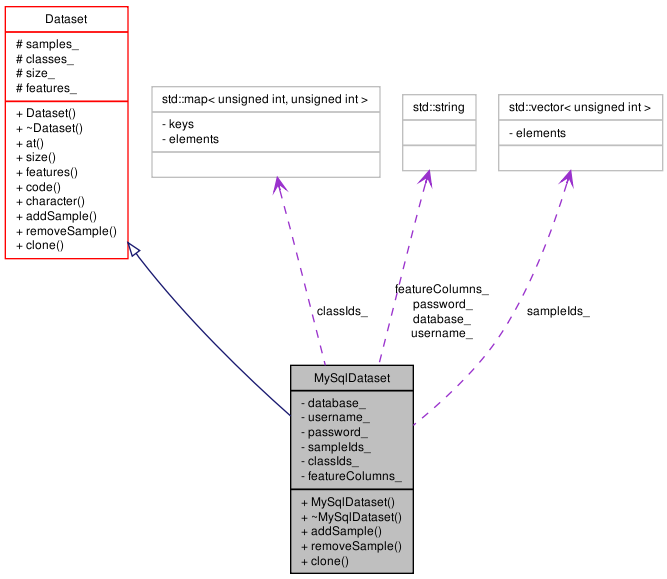 Dataset
# samples_
# classes_
# size_
# features_
+ Dataset()
+ ~Dataset()
+ at()
+ size()
+ features()
+ code()
+ character()
+ addSample()
+ removeSample()
+ clone()
std::map< unsigned int, unsigned int >
- keys
- elements
std::string
std::vector< unsigned int >
- elements
classIds_
featureColumns_
password_
database_
username_
sampleIds_
MySqlDataset
- database_
- username_
- password_
- sampleIds_
- classIds_
- featureColumns_
+ MySqlDataset()
+ ~MySqlDataset()
+ addSample()
+ removeSample()
+ clone()